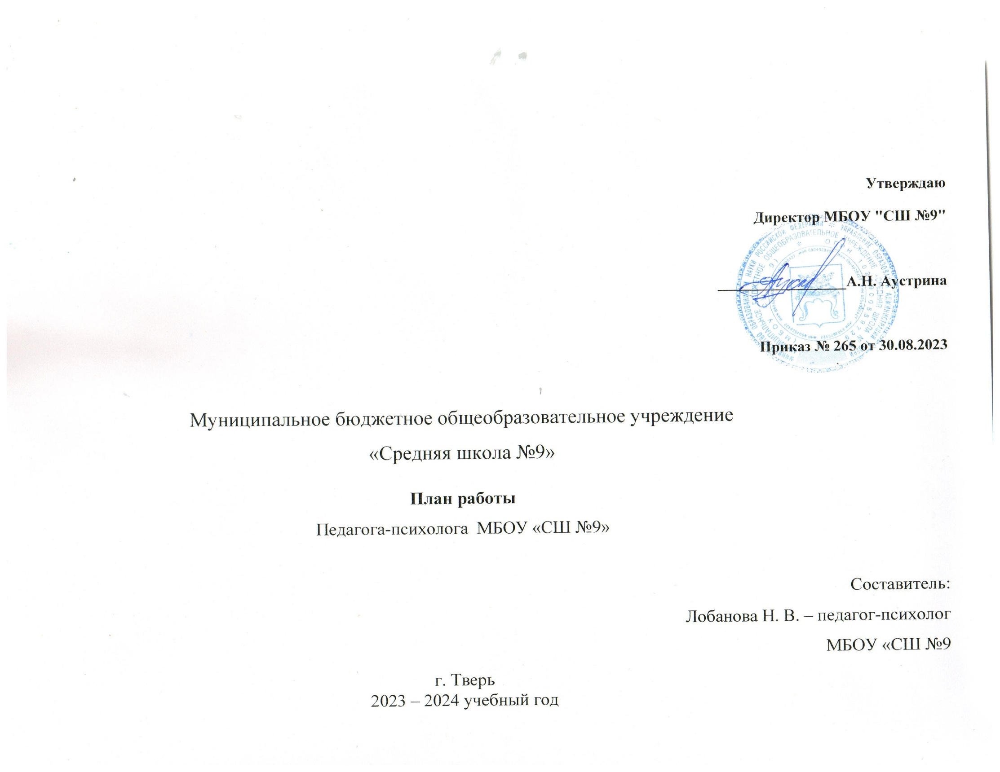 Утверждаю
Директор МБОУ "СШ №9"
А.Н. Аустрина
Приказ № 265 от 30.08.2023
Муниципальное бюджетное общеобразовательное учреждение
«Средняя школа №9»
План работы
Педагога-психолога МБОУ «СШ №9»
Составитель:
Лобанова Н. В. – педагог-психолог
МБОУ «СШ №9
г. Тверь
2023 – 2024 учебный год